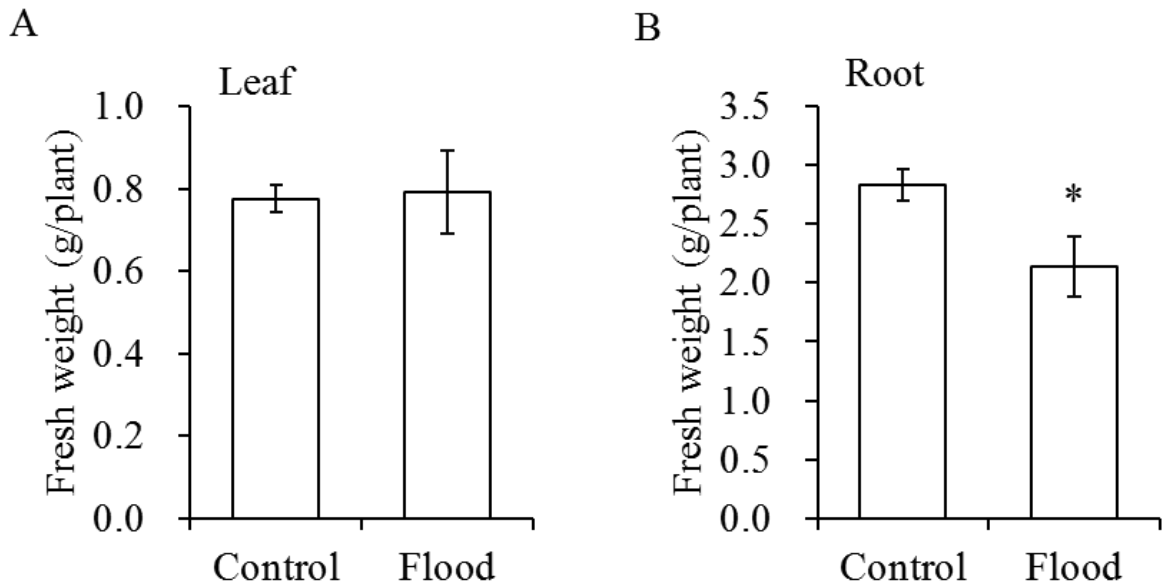 A
Leaf
Fresh weight (g/plant)
1.0
0.8
0.6
0.4
0.2
0.0
Control Flood
B
Root
Fresh weight (g/plant)
3.5
3.0
2.5
2.0
1.5
1.0
0.5
0.0
*
Control Flood